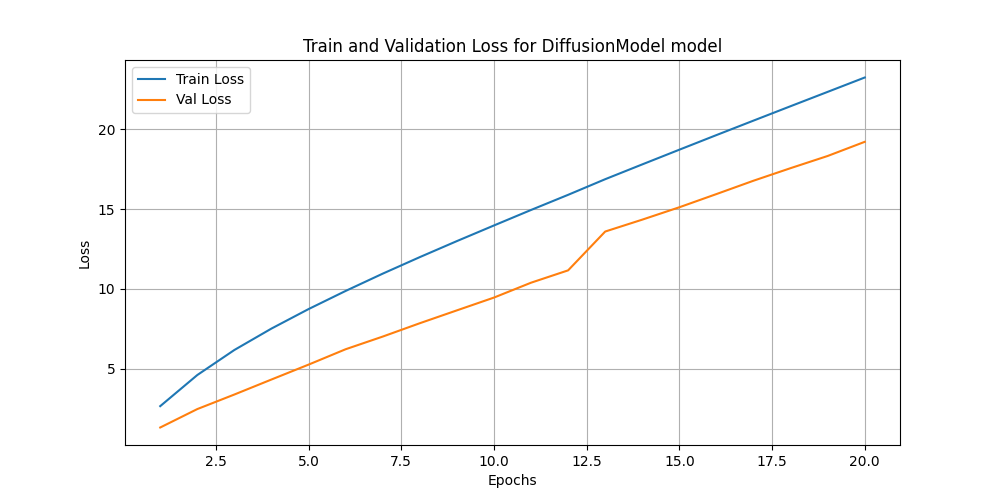 Train and Validation Loss for DiffusionModel model
Train Loss
Val Loss
Loss
20
15
10
5
2.5 5.0 7.5 10.0 12.5 15.0 17.5 20.0
Epochs